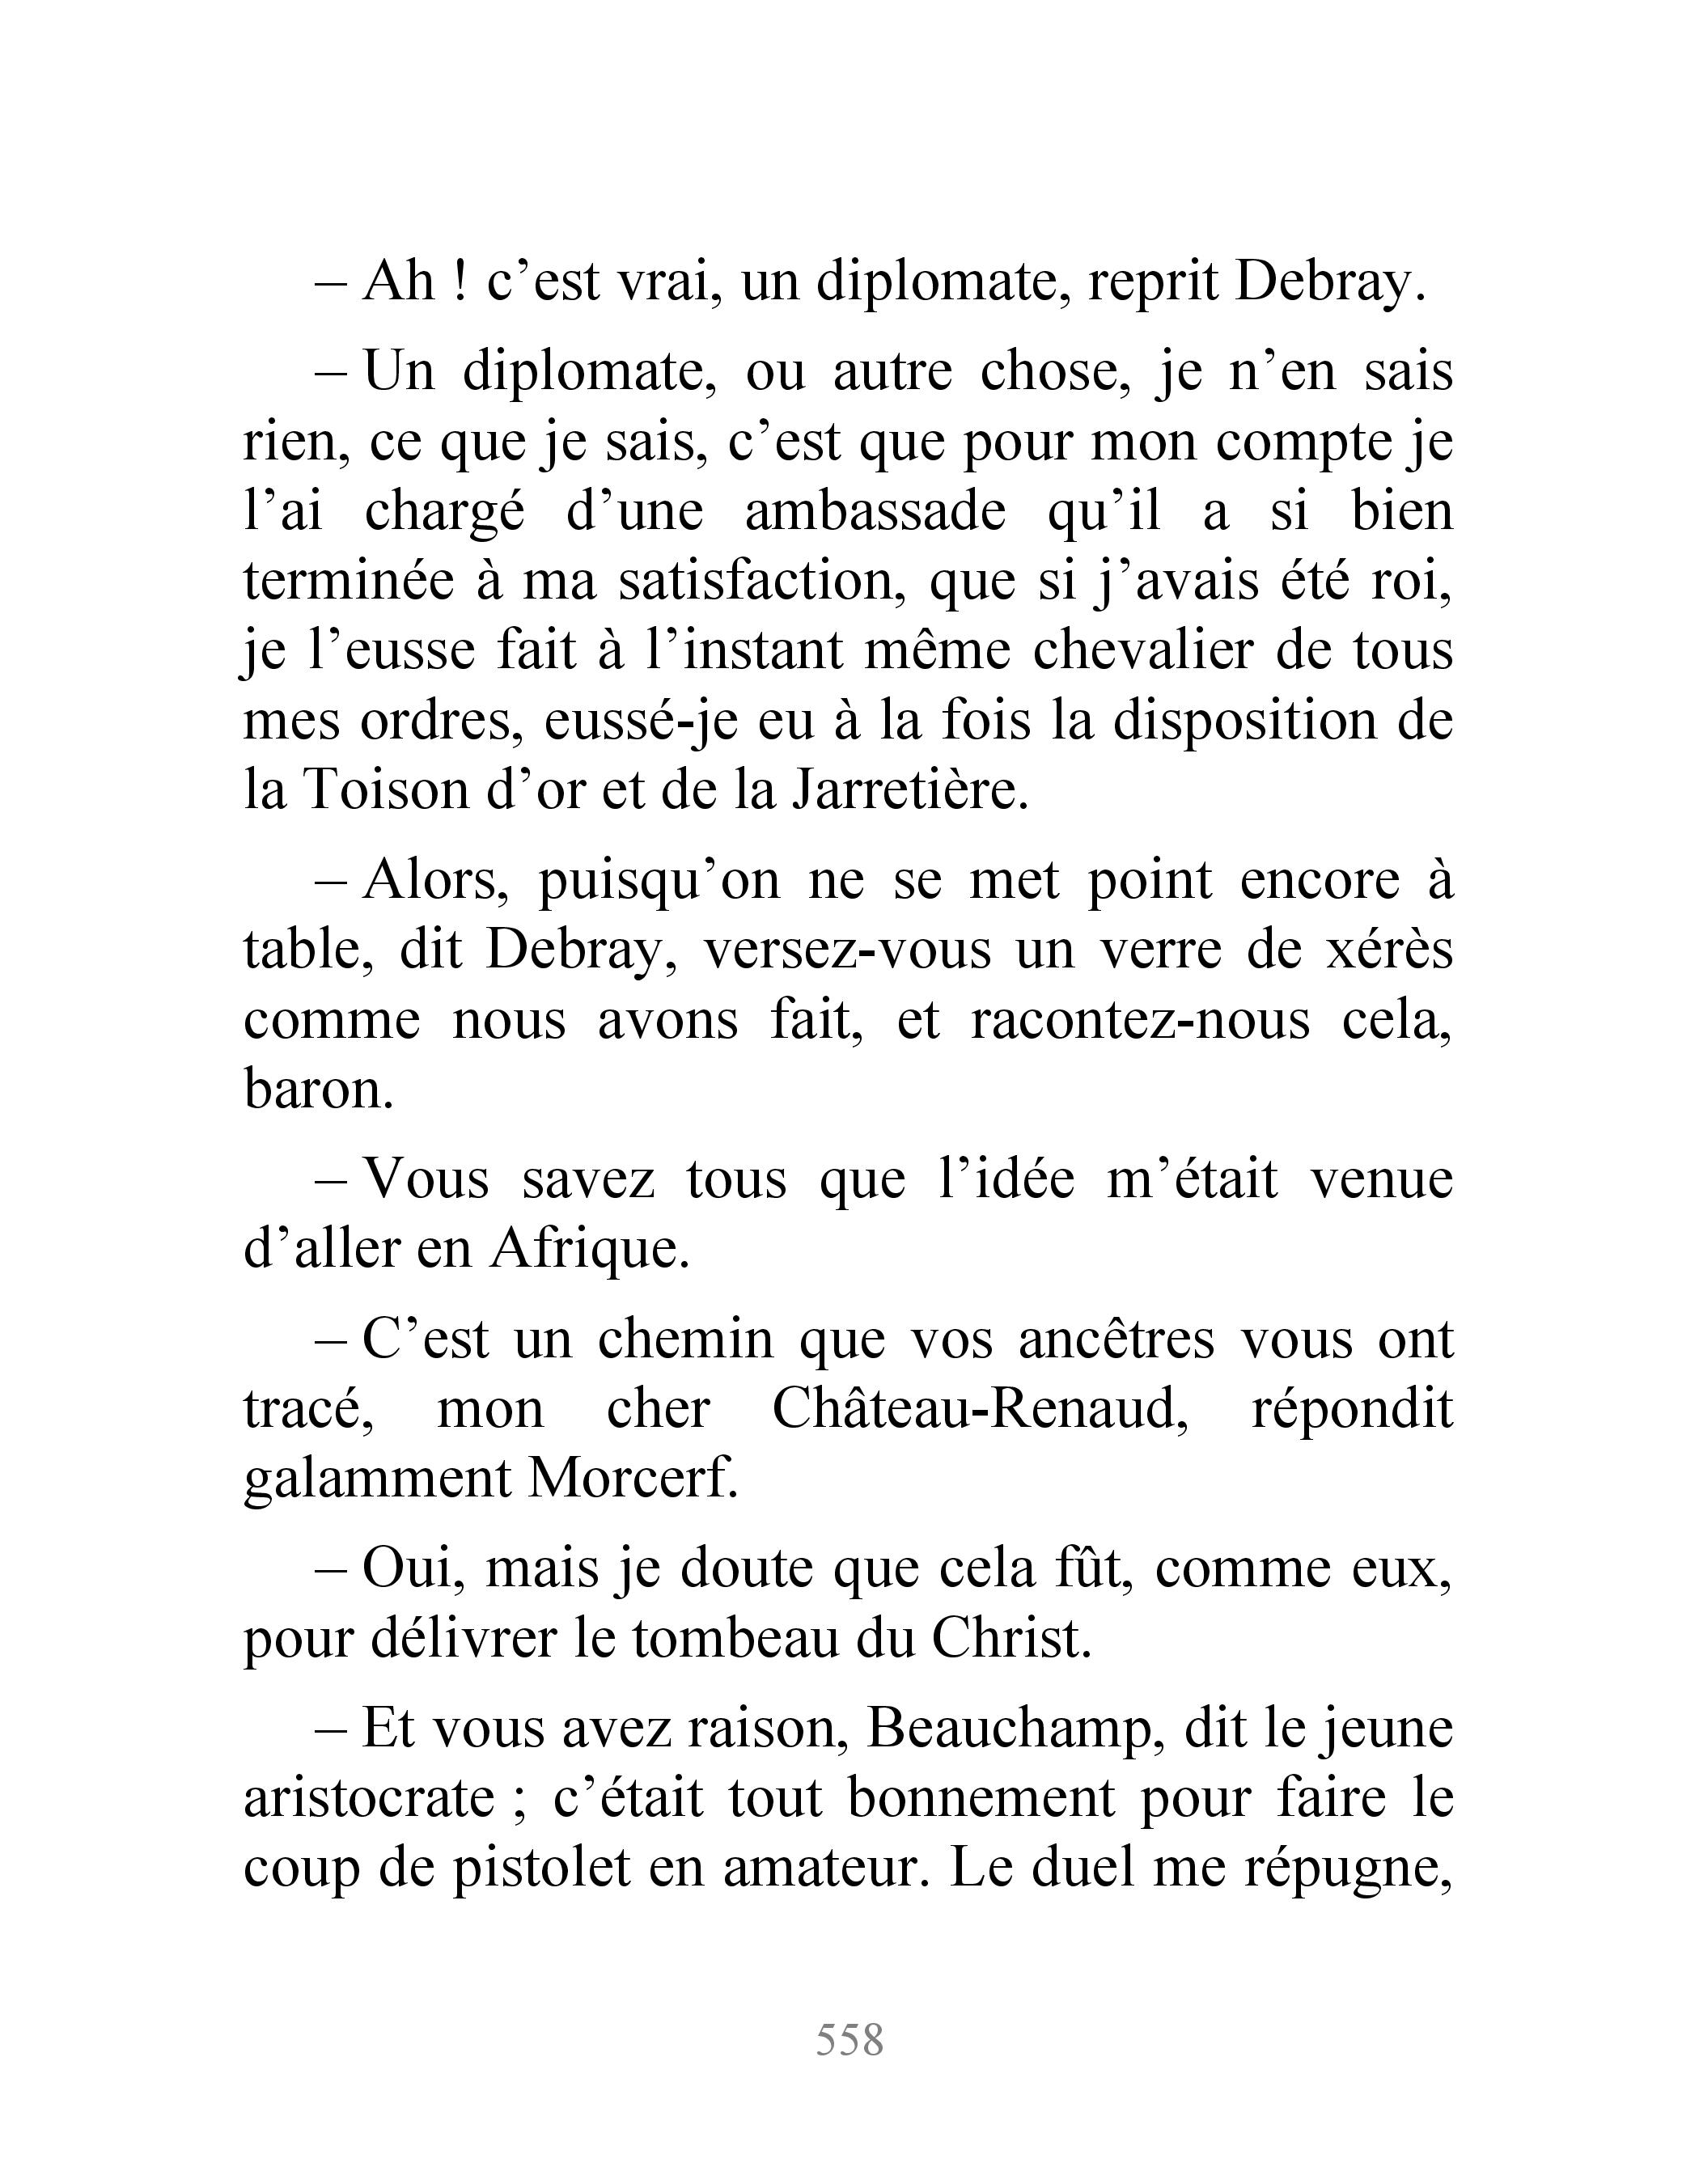 – Ah ! c’est vrai, un diplomate, reprit Debray.
– Un diplomate, ou autre chose, je n’en sais
rien, ce que je sais, c’est que pour mon compte je
l’ai chargé d’une ambassade qu’il a si bien
terminée à ma satisfaction, que si j’avais été roi,
je l’eusse fait à l’instant même chevalier de tous
mes ordres, eussé-je eu à la fois la disposition de
la Toison d’or et de la Jarretière.
– Alors, puisqu’on ne se met point encore à
table, dit Debray, versez-vous un verre de xérès
comme nous avons fait, et racontez-nous cela,
baron.
– Vous savez tous que l’idée m’était venue
d’aller en Afrique.
– C’est un chemin que vos ancêtres vous ont
tracé, mon cher Château-Renaud, répondit
galamment Morcerf.
– Oui, mais je doute que cela fût, comme eux,
pour délivrer le tombeau du Christ.
– Et vous avez raison, Beauchamp, dit le jeune
aristocrate ; c’était tout bonnement pour faire le
coup de pistolet en amateur. Le duel me répugne,
558